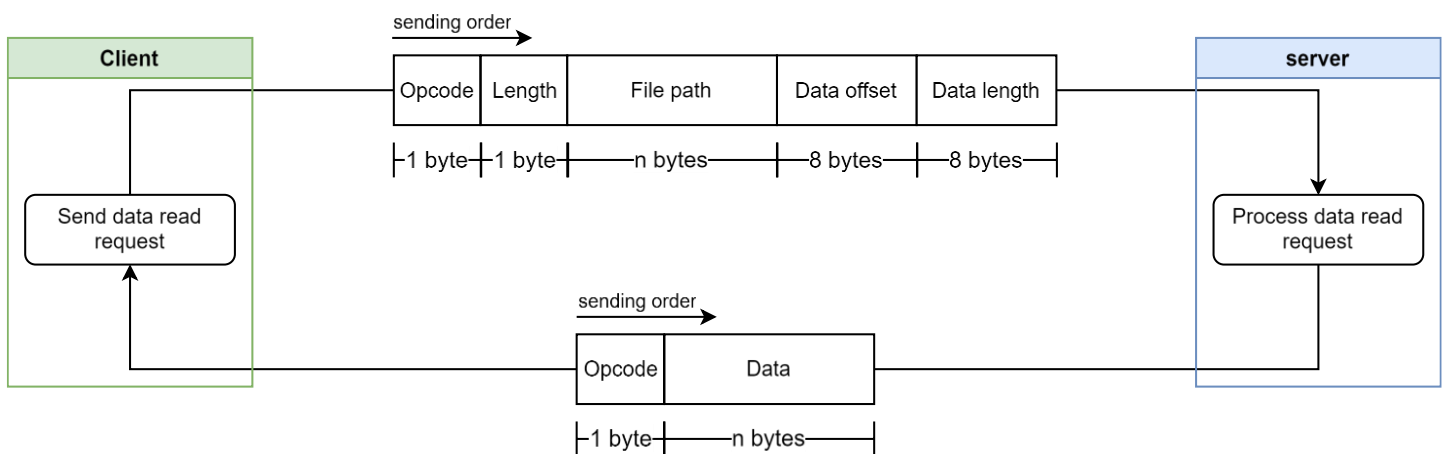 sending order
Client
server
Opcode Length File path Data offset Data length
1 byte 1 byte n bytes 8 bytes 8 bytes
Send data read
request
Process data read
request
sending order
Opcode Data
1 byte n bytes